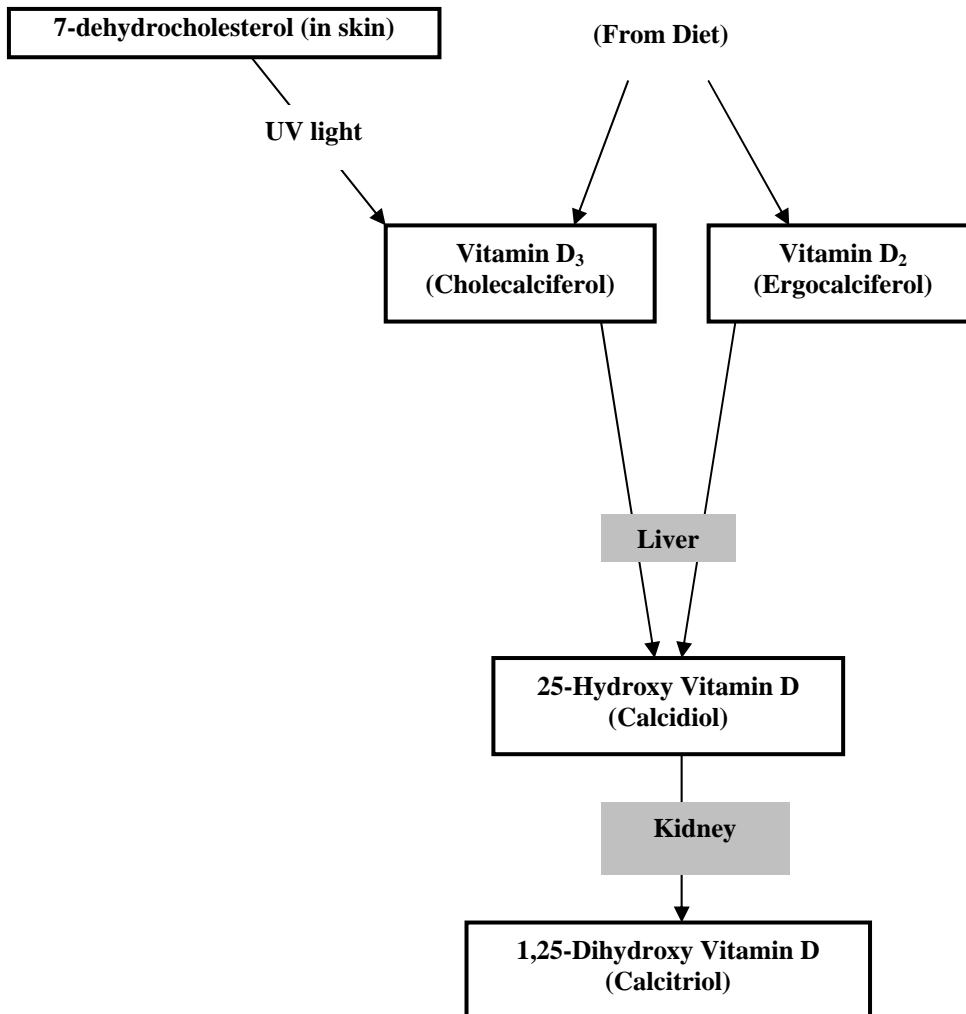 7-dehydrocholesterol (in skin)
(From Diet)
UV light
Vitamin D₃
(Cholecalciferol)
Vitamin D₂
(Ergocalciferol)
Liver
25-Hydroxy Vitamin D
(Calcidiol)
Kidney
1,25-Dihydroxy Vitamin D
(Calcitriol)